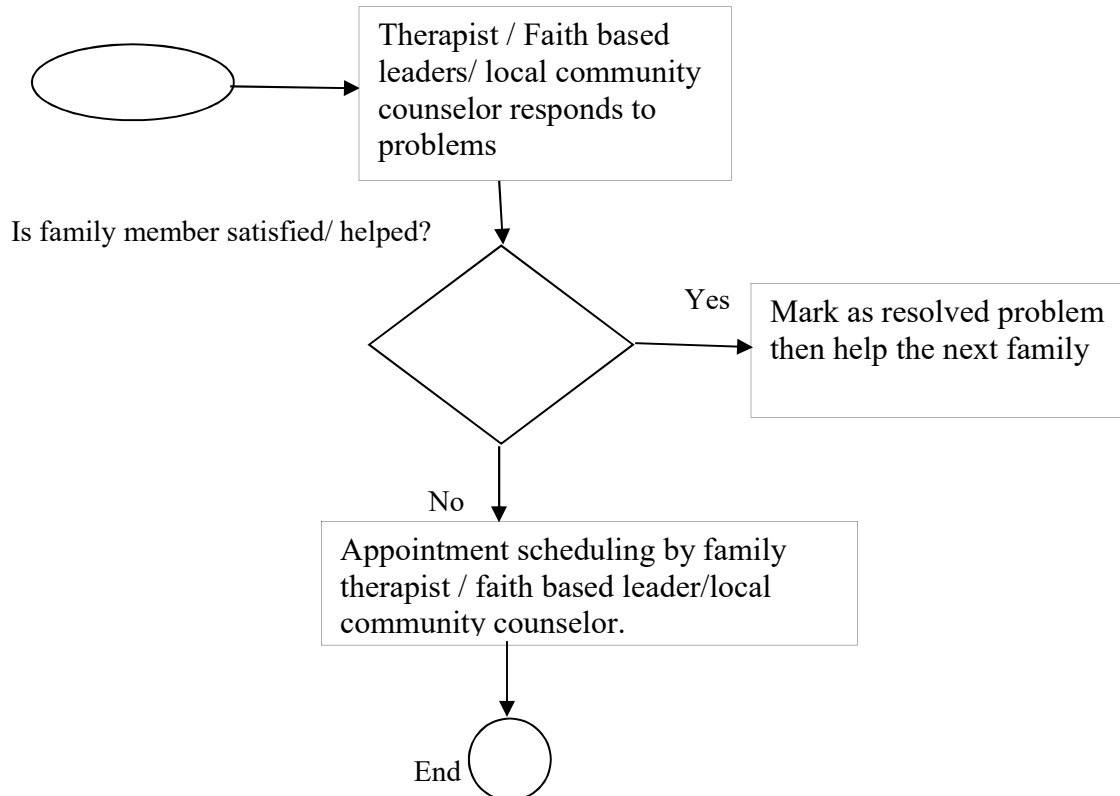 Therapist / Faith based
leaders/ local community
counselor responds to
problems
Is family member satisfied/ helped?
Yes
Mark as resolved problem
then help the next family
No
Appointment scheduling by family
therapist / faith based leader/local
community counselor.
End